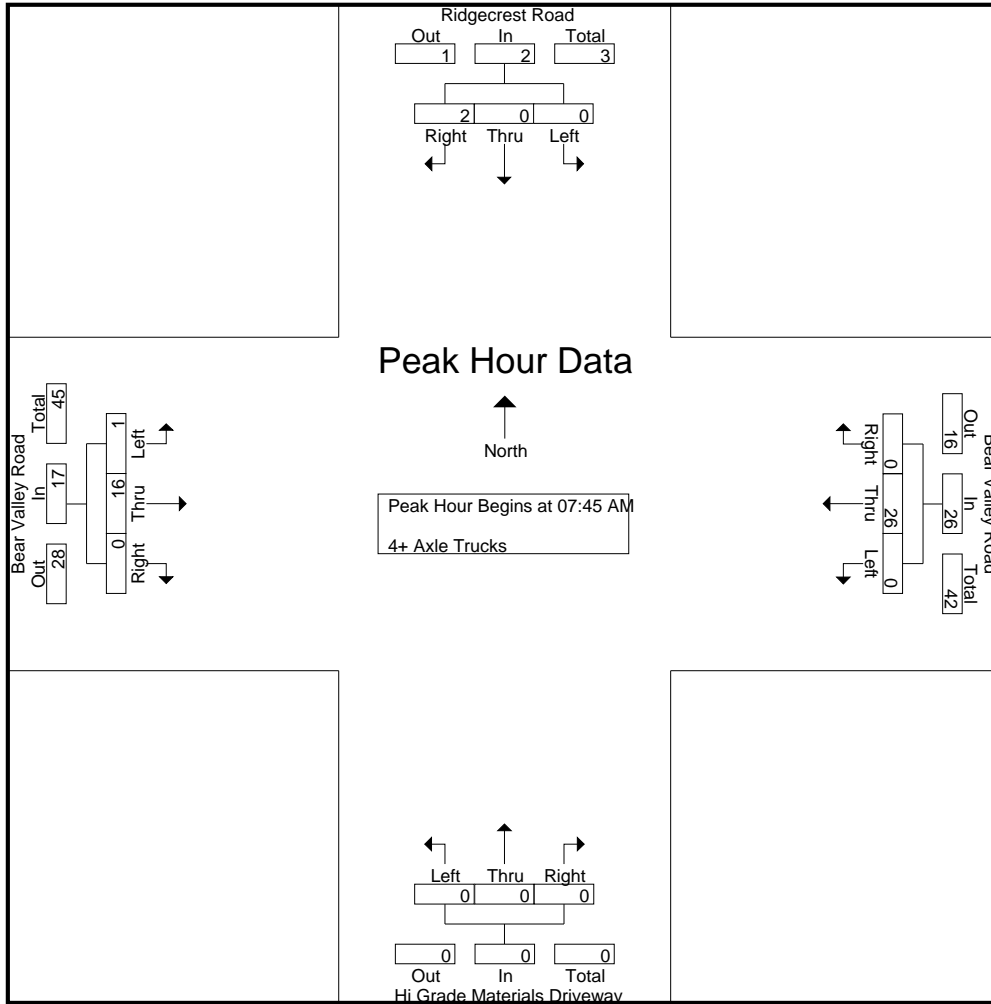 Ridgecrest Road
Out In Total
1 2 3
2 0 0
Right Thru Left
Peak Hour Data
North
Peak Hour Begins at 07:45 AM
4+ Axle Trucks
Bear Valley Road
Total In Out
45 17 28
1 16 0
Left Thru Right
Bear Valley Road
Out In Total
16 26 42
0 26 0
Right Thru Left
Left Thru Right
0 0 0
0 0 0
Out In Total
Hi Grade Materials Driveway